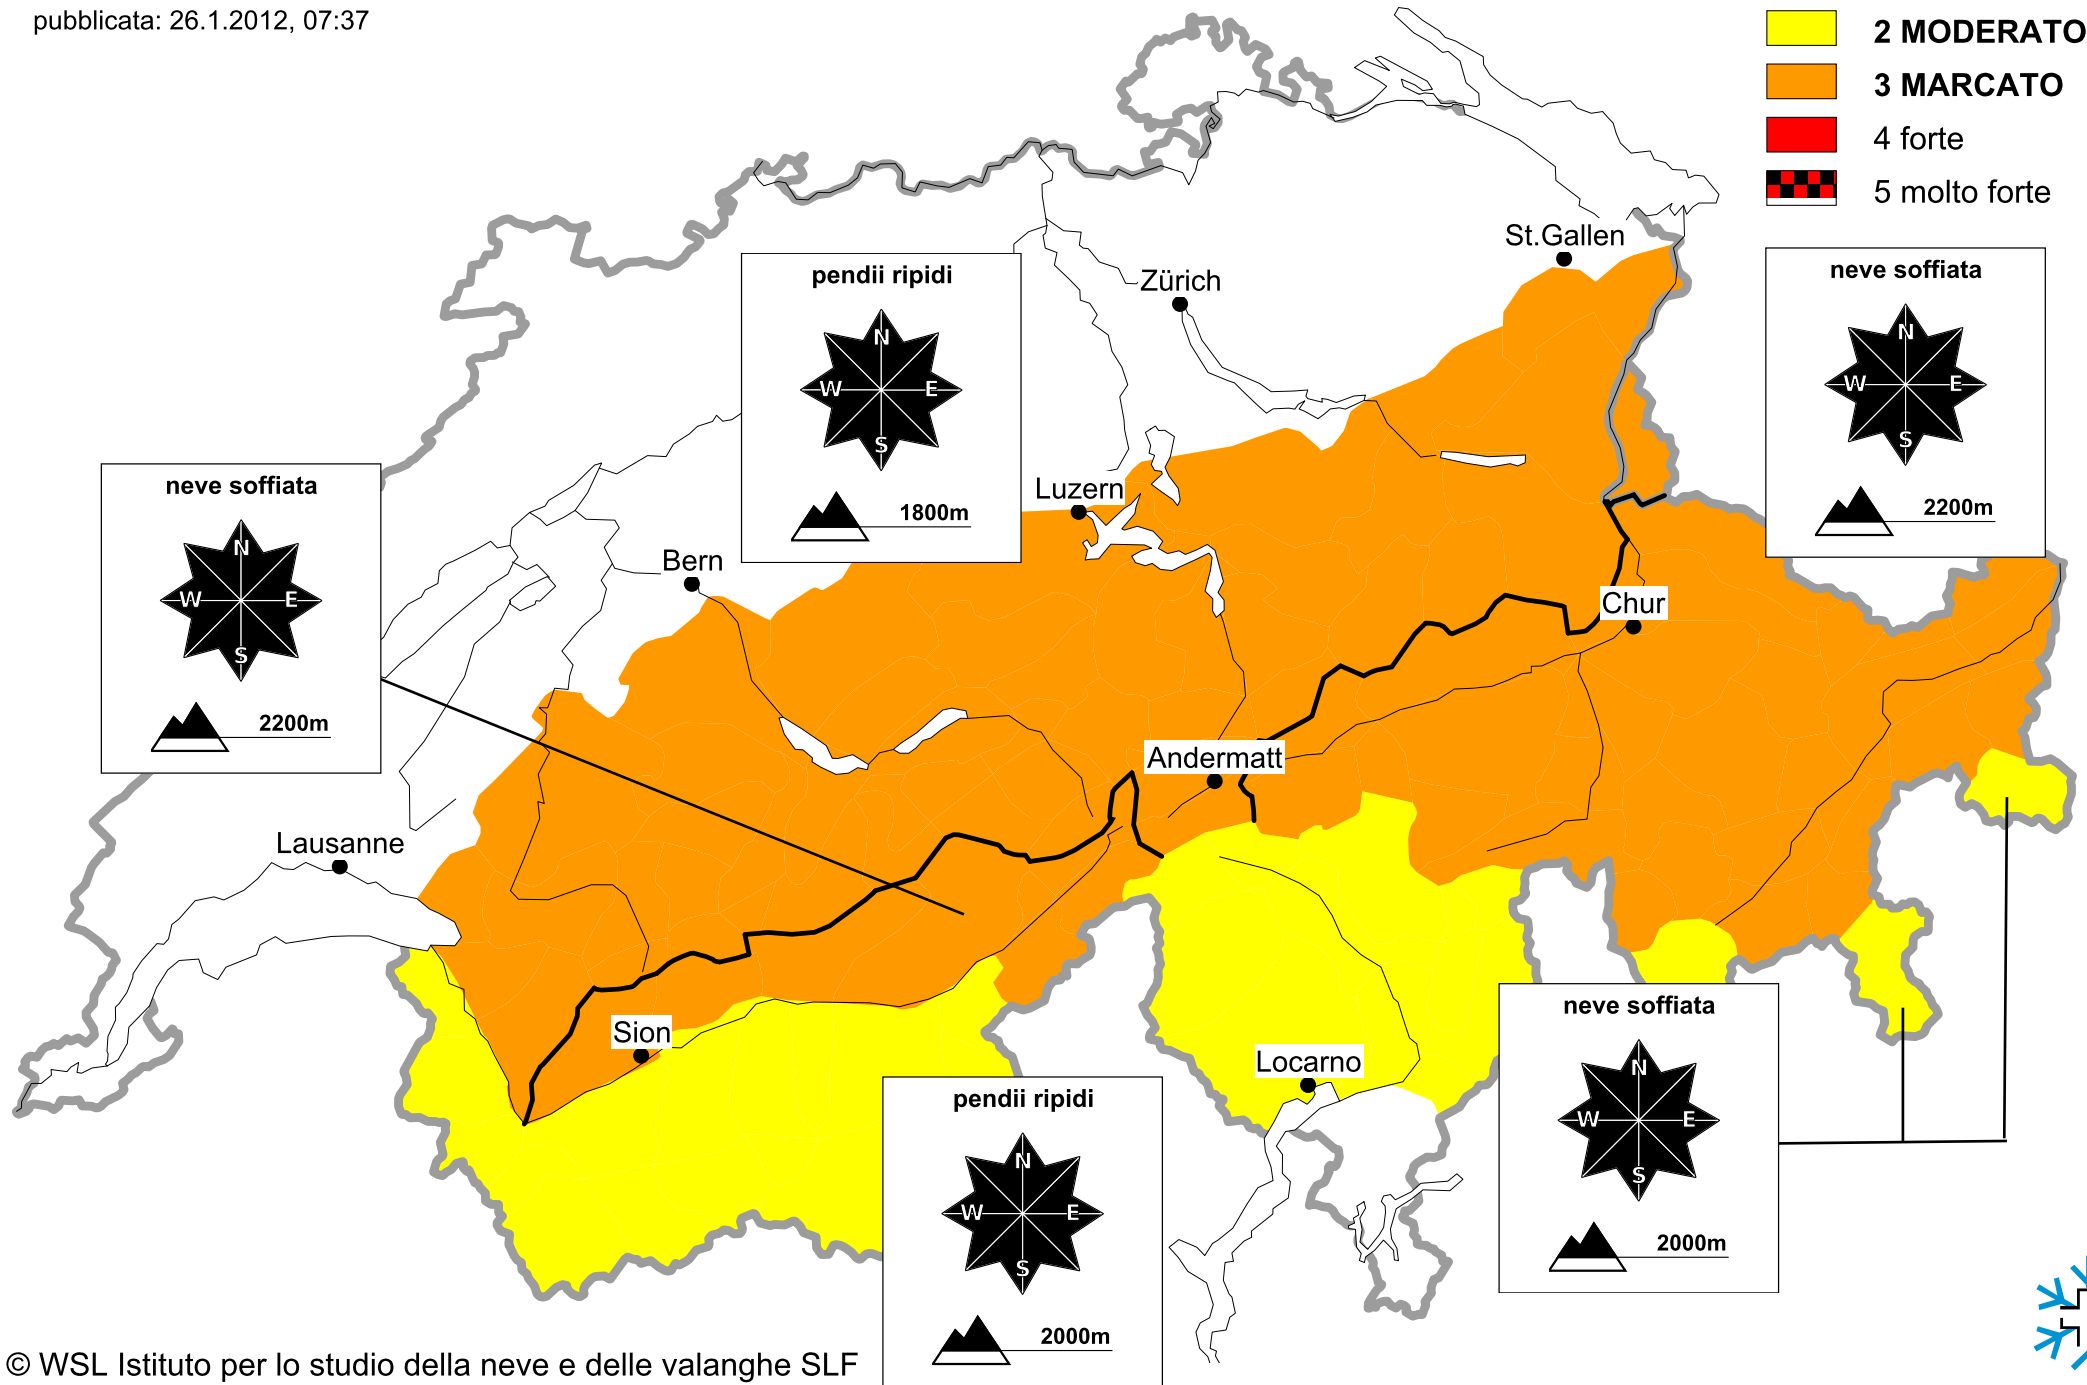 pubblicata: 26.1.2012, 07:37
2 MODERATO
3 MARCATO
4 forte
5 molto forte
St.Gallen
Zürich
pendii ripidi
N
W E
S
1800m
neve soffiata
N
W E
S
2200m
neve soffiata
N
W E
S
2200m
Luzern
Bern
Chur
Andermatt
Lausanne
Sion
Locarno
neve soffiata
N
W E
S
2000m
pendii ripidi
N
W E
S
2000m
© WSL Istituto per lo studio della neve e delle valanghe SLF